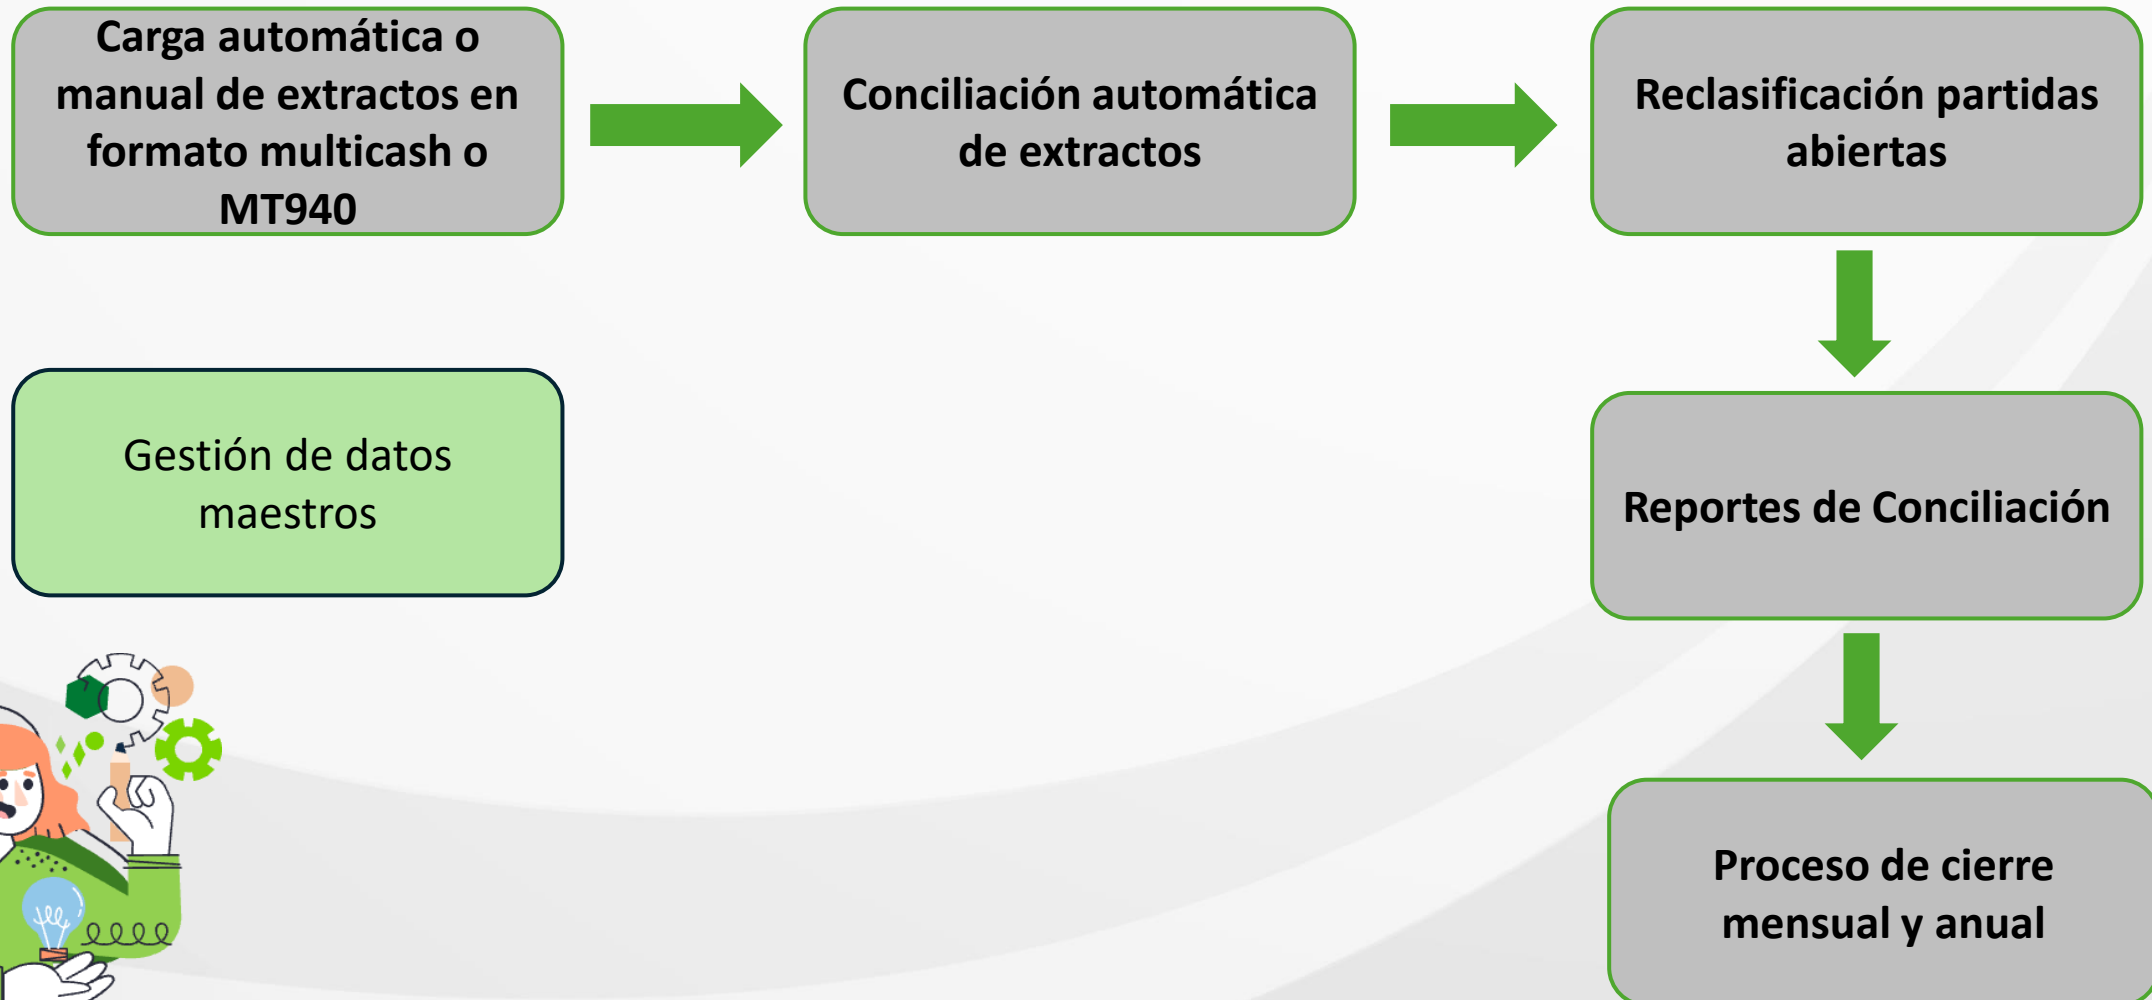 Carga automática o
manual de extractos en
formato multicash o
MT940
Conciliación automática
de extractos
Reclasificación partidas
abiertas
Gestión de datos
maestros
Reportes de Conciliación
Proceso de cierre
mensual y anual